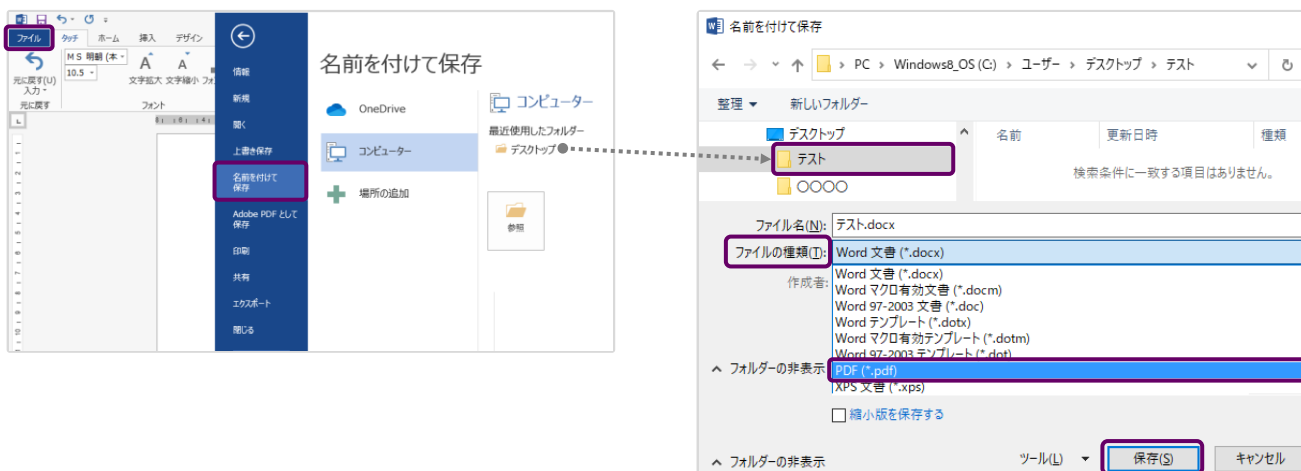 ファイル タッチ ホーム 挿入 デザイン
MS 明朝 (本
10.5
A A
元に戻す(U) 文字拡大 文字縮小 フォ
入力
元に戻す フォント
情報
新規
開く
上書き保存
名前を付けて
保存
Adobe PDF として
保存
印刷
共有
エクスポート
閉じる
名前を付けて保存
OneDrive
コンピューター
場所の追加
コンピューター
最近使用したフォルダー
デスクトップ
参照
名前を付けて保存
PC > Windows8_OS (C:) > ユーザー > デスクトップ > テスト
整理 新しいフォルダー
デスクトップ
テスト
〇〇〇〇
名前 更新日時 種類
検索条件に一致する項目はありません。
ファイル名(N): テスト.docx
ファイルの種類(T): Word 文書 (*.docx)
作成者:
Word 文書 (*.docx)
Word マクロ有効文書 (*.docm)
Word 97-2003 文書 (*.doc)
Word テンプレート (*.dotx)
Word マクロ有効テンプレート (*.dotm)
Word 97-2003 テンプレート (*.dot)
フォルダーの非表示 PDF (*.pdf)
XPS 文書 (*.xps)
縮小版を保存する
フォルダーの非表示 ツール(L) 保存(S) キャンセル